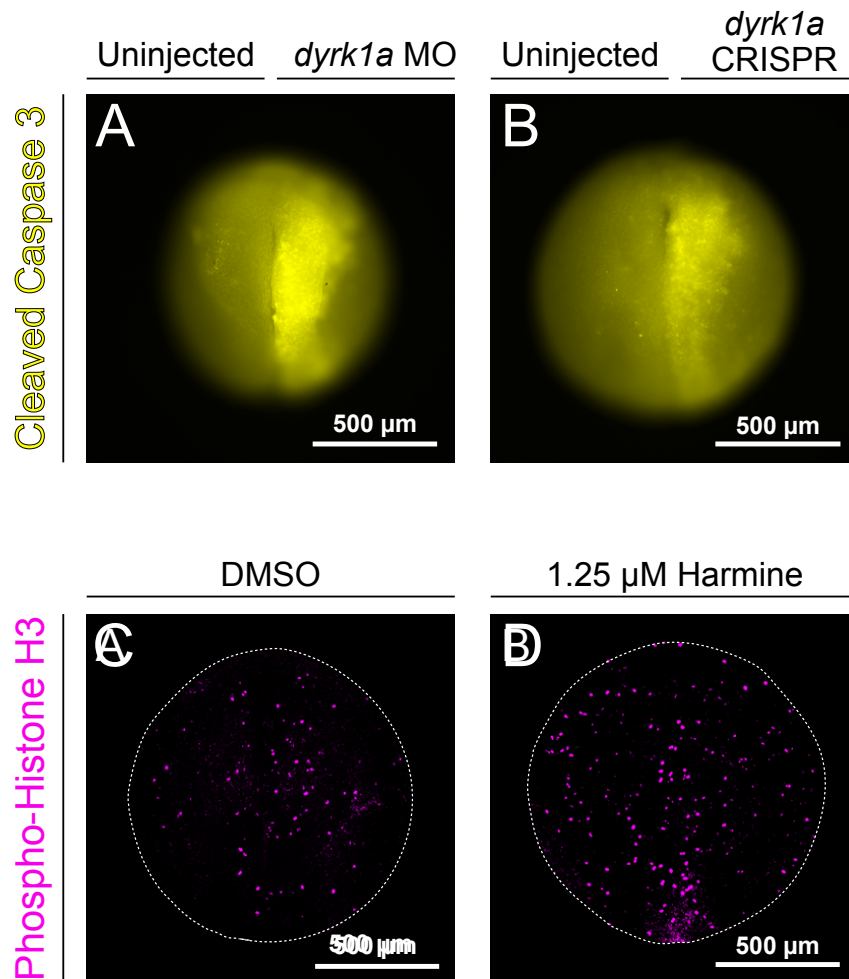 Uninjected
dyrk1a MO
Uninjected
dyrk1a
CRISPR
Cleaved Caspase 3
A
B
500 µm
500 µm
DMSO
1.25 µM Harmine
Phospho-Histone H3
C
D
500 µm
500 µm